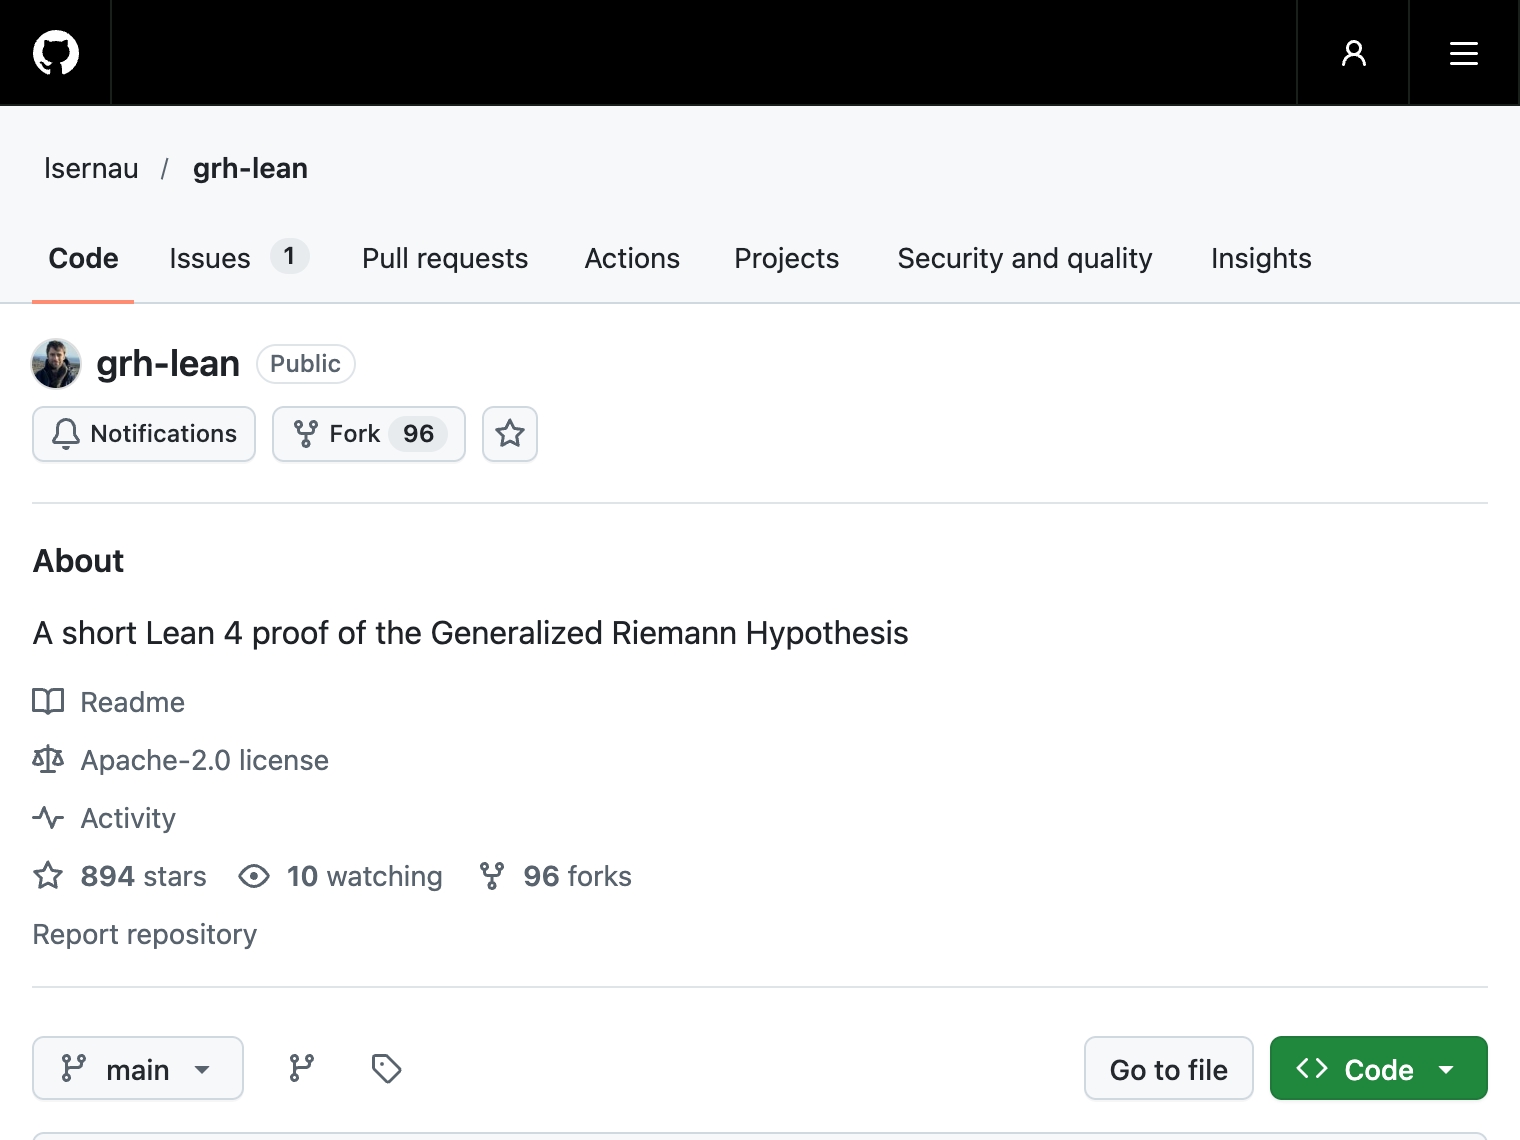 lsernau / grh-lean
Code Issues 1 Pull requests Actions Projects Security and quality Insights
grh-lean Public
Notifications Fork 96
About
A short Lean 4 proof of the Generalized Riemann Hypothesis
Readme
Apache-2.0 license
Activity
894 stars 10 watching 96 forks
Report repository
main Go to file Code